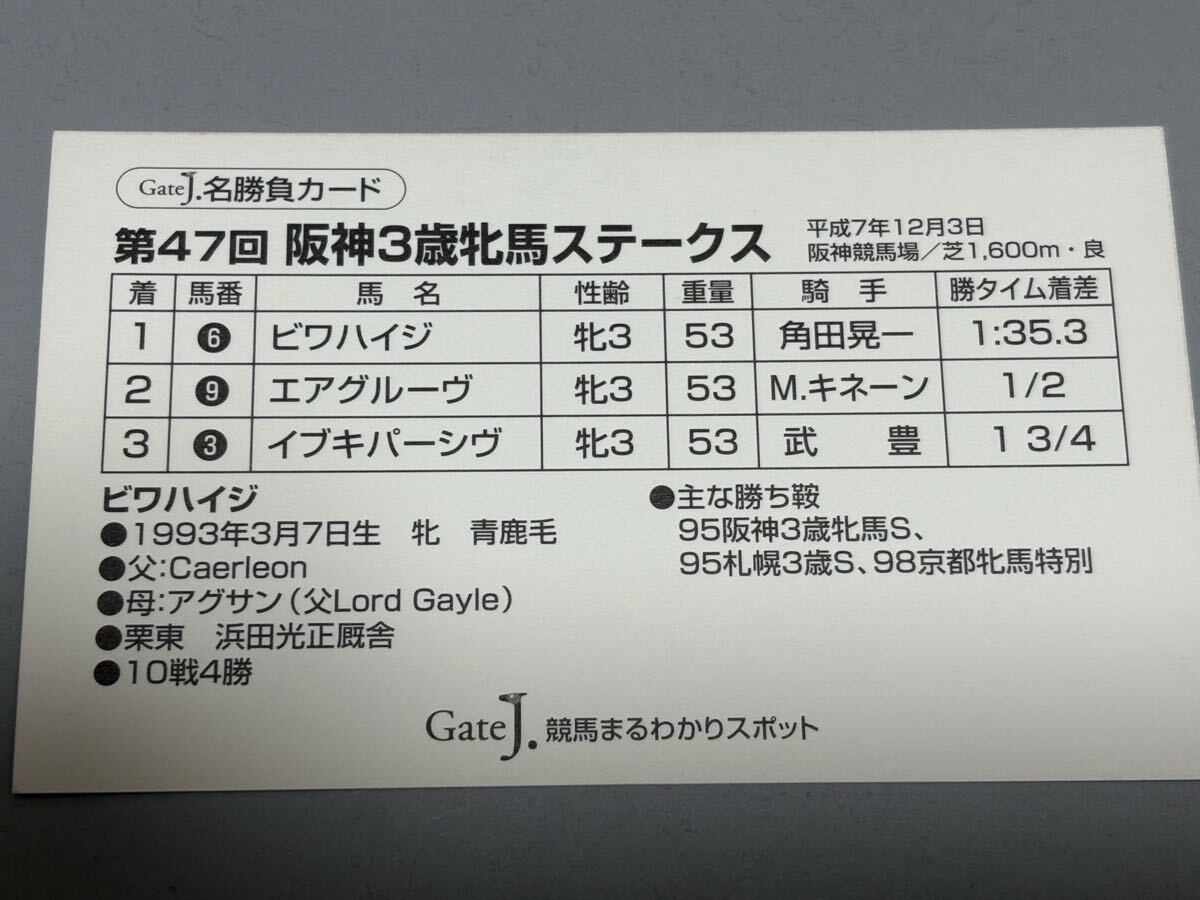 GateJ.名勝負カード
第47回 阪神3歳牝馬ステークス 平成7年12月3日
阪神競馬場／芝1,600m・良
着 馬番 馬 名 性齢 重量 騎 手 勝タイム着差
1 ❻ ビワハイジ 牝3 53 角田晃一 1:35.3
2 ❾ エアグルーヴ 牝3 53 M.キネーン 1/2
3 ❸ イブキパーシヴ 牝3 53 武 豊 1 3/4
ビワハイジ
●1993年3月7日生 牝 青鹿毛
●父:Caerleon
●母:アグサン（父Lord Gayle）
●栗東 浜田光正厩舎
●10戦4勝
●主な勝ち鞍
95阪神3歳牝馬S、
95札幌3歳S、98京都牝馬特別
GateJ.競馬まるわかりスポット